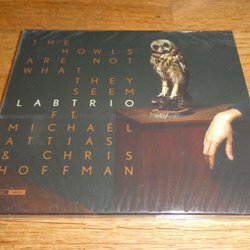 THE
HOWLS
ARE NOT
WHAT
THEY
SEEM
LABTRIO
FT.
MICHAËL
ATTIAS
& CHRIS
HOFFMAN